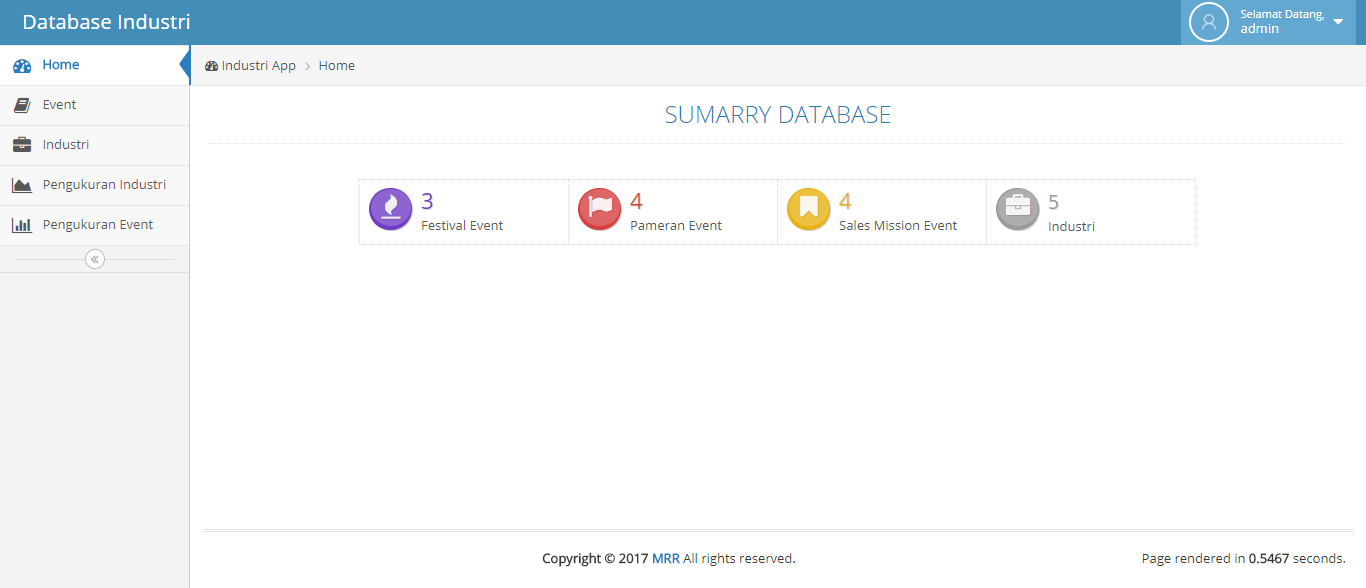 Database Industri
Selamat Datang,
admin
Home
Industri App > Home
Event
Industri
Pengukuran Industri
Pengukuran Event
SUMARRY DATABASE
3
Festival Event
4
Pameran Event
4
Sales Mission Event
5
Industri
Copyright © 2017 MRR All rights reserved.
Page rendered in 0.5467 seconds.